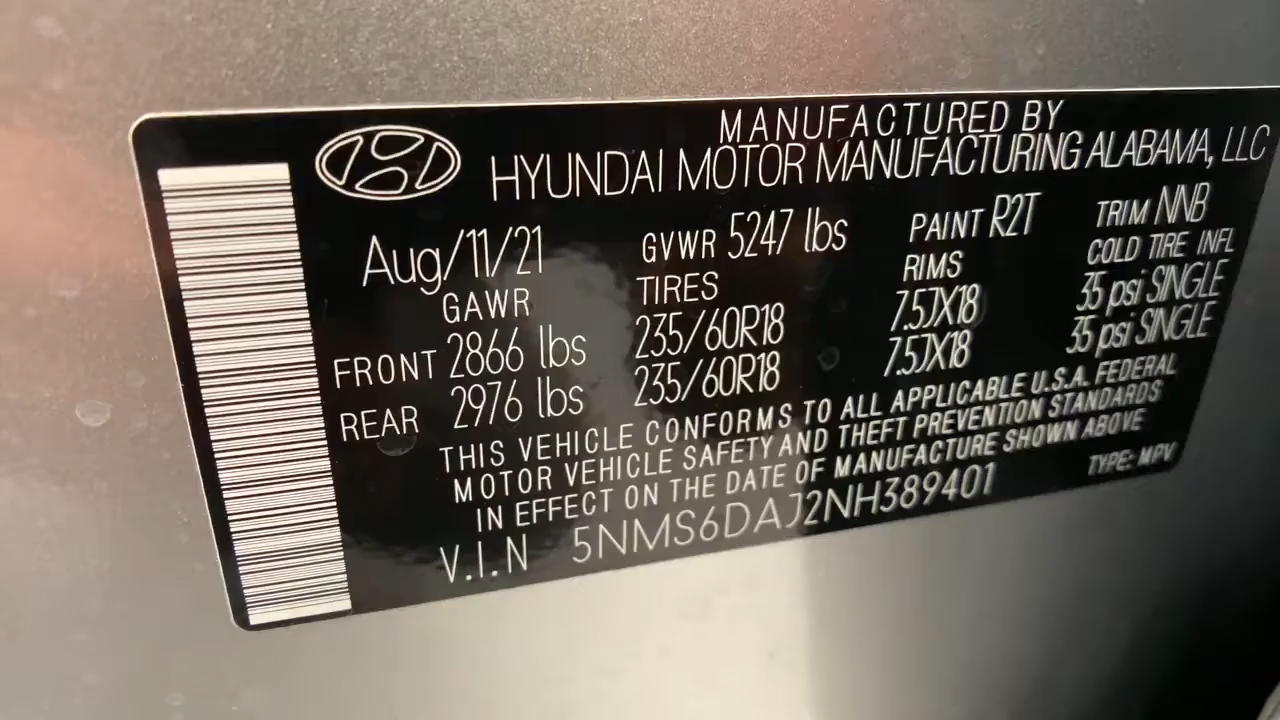 MANUFACTURED BY
HYUNDAI MOTOR MANUFACTURING ALABAMA, LLC
Aug/11/21 GVWR 5247 lbs PAINT R2T TRIM NNB
GAWR TIRES RIMS COLD TIRE INFL
FRONT 2866 lbs 235/60R18 7.5JX18 35 psi SINGLE
REAR 2976 lbs 235/60R18 7.5JX18 35 psi SINGLE
THIS VEHICLE CONFORMS TO ALL APPLICABLE U.S.A. FEDERAL
MOTOR VEHICLE SAFETY AND THEFT PREVENTION STANDARDS
IN EFFECT ON THE DATE OF MANUFACTURE SHOWN ABOVE
V.I.N 5NMS6DAJ2NH389401 TYPE: MPV